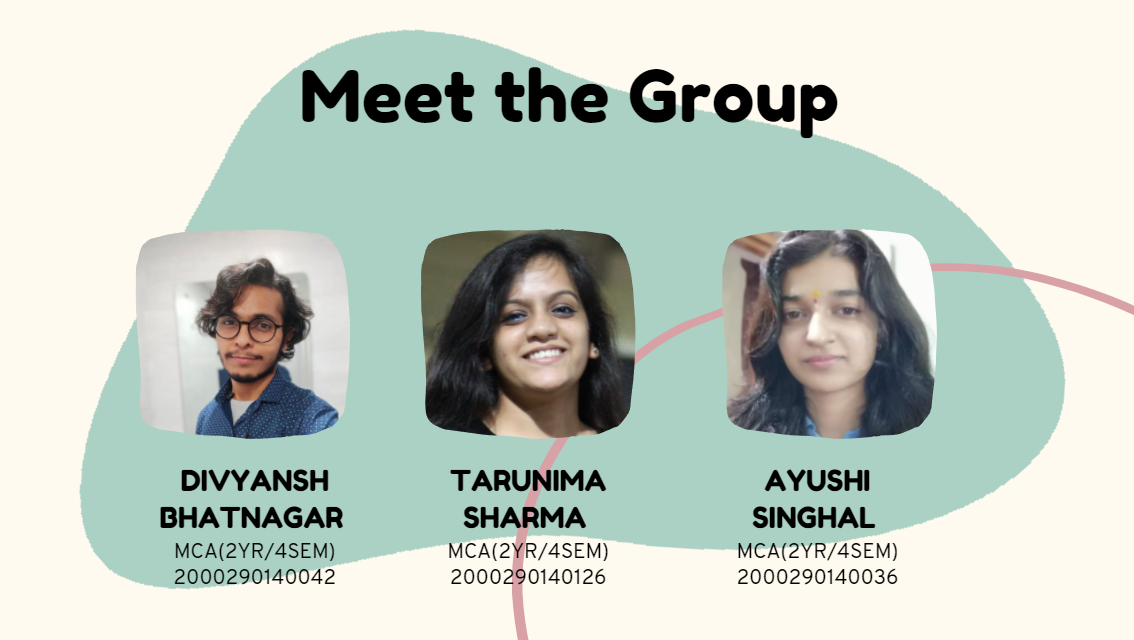 Meet the Group
DIVYANSH
BHATNAGAR
MCA(2YR/4SEM)
2000290140042
TARUNIMA
SHARMA
MCA(2YR/4SEM)
2000290140126
AYUSHI
SINGHAL
MCA(2YR/4SEM)
2000290140036